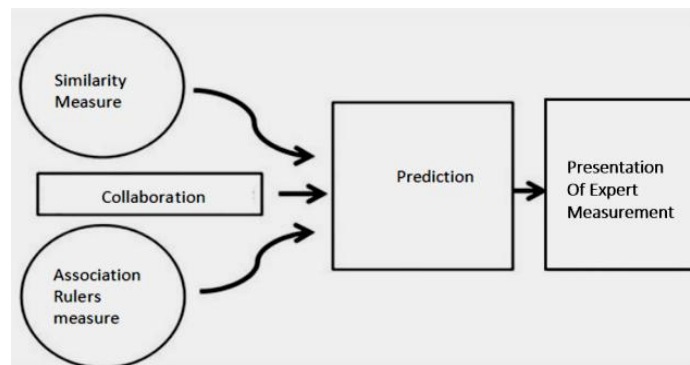 Similarity
Measure
Collaboration
Association
Rulers
measure
Prediction
Presentation
Of Expert
Measurement